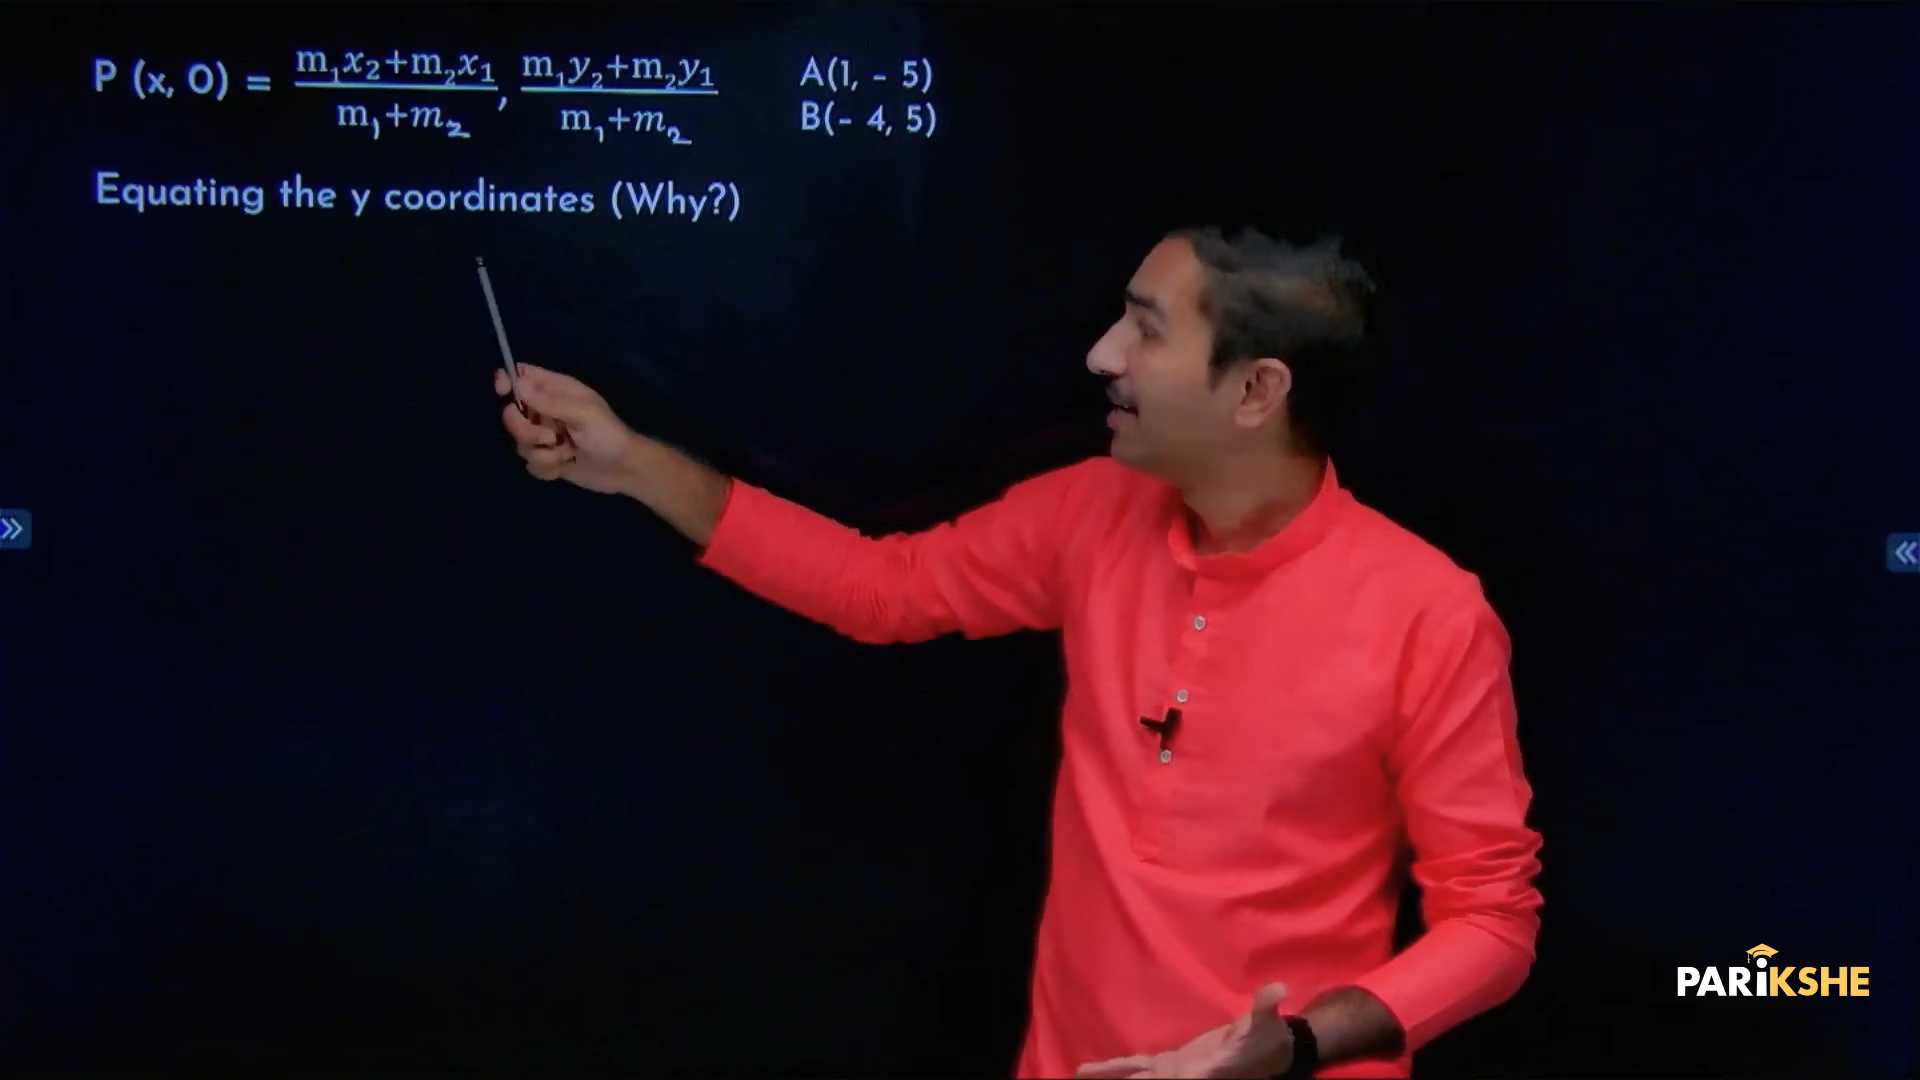 P (x, 0) = m₁x₂+m₂x₁ / m₁+m₂ , m₁y₂+m₂y₁ / m₁+m₂
A(1, - 5)
B(- 4, 5)
Equating the y coordinates (Why?)
PARiKSHE